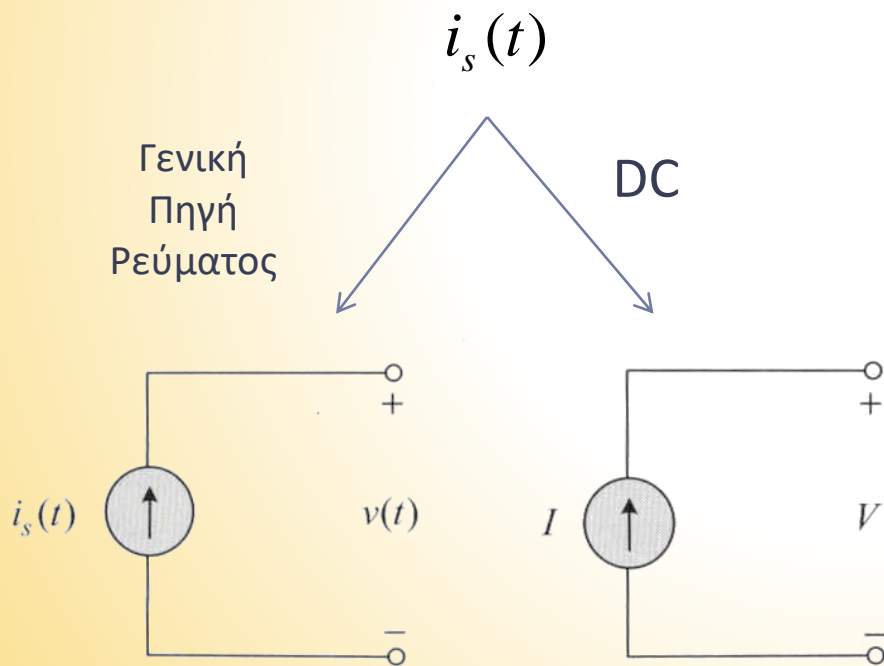 i_s(t)
Γενική
Πηγή
Ρεύματος
DC
+
+
i_s(t)
v(t)
I
V
−
−